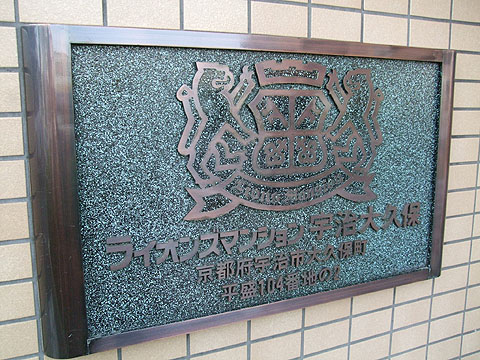 ライオンズマンション宇治大久保
京都府宇治市大久保町
平盛104番地の2